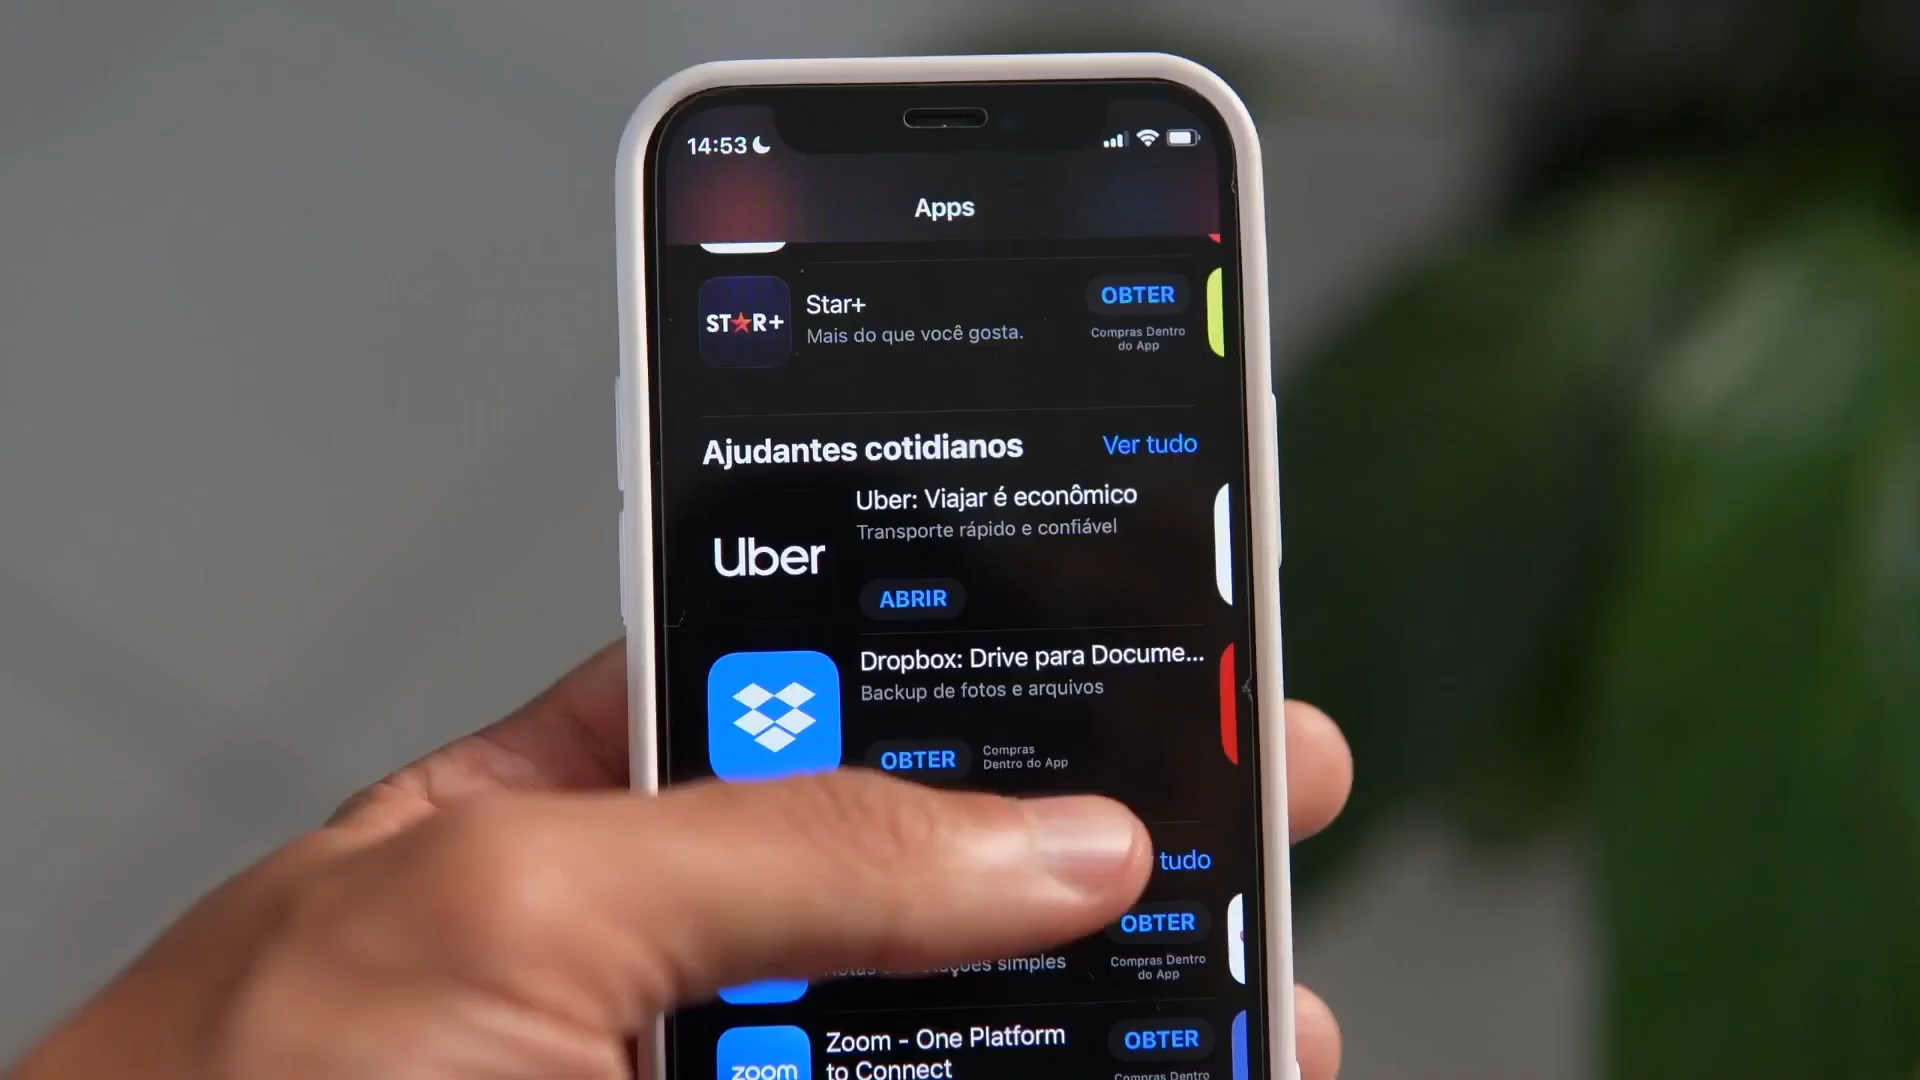 14:53
Apps
ST★R+
Star+
Mais do que você gosta.
OBTER
Compras Dentro
do App
Ajudantes cotidianos
Ver tudo
Uber
Uber: Viajar é econômico
Transporte rápido e confiável
ABRIR
Dropbox: Drive para Docume...
Backup de fotos e arquivos
OBTER
Compras
Dentro do App
tudo
OBTER
simples
Compras Dentro
do App
zoom
Zoom - One Platform
to Connect
OBTER
Compras Dentro